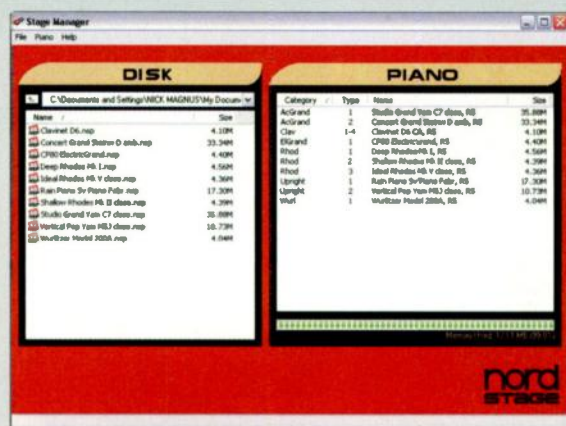 Stage Manager
File Piano Help
DISK
C:\Documents and Settings\NICK MAGNUS\My Docum
Name / Size
Clavinet D6.nsp 4.10M
Concert Grand Steinw D amb.nsp 33.34M
CP80 ElectricGrand.nsp 4.40M
Deep Rhodes Mk I.nsp 4.56M
Ideal Rhodes Mk V close.nsp 4.36M
Rain Piano Sv Piano Fabr.nsp 17.30M
Shallow Rhodes Mk II close.nsp 4.39M
Studio Grand Yam C7 close.nsp 35.88M
Vertical Pop Yam M5J close.nsp 10.73M
Wurlitzer Model 200A.nsp 4.04M
PIANO
Category / Type Name Size
AcGrand 1 Studio Grand Yam C7 close, RS 35.88M
AcGrand 2 Concert Grand Steinw D amb, RS 33.34M
Clav 1-4 Clavinet D6 CA, RS 4.10M
ElGrand 1 CP80 Electricgrand, RS 4.40M
Rhod 1 Deep Rhodes Mk I, RS 4.56M
Rhod 2 Shallow Rhodes Mk II close, RS 4.39M
Rhod 3 Ideal Rhodes Mk V close, RS 4.36M
Upright 1 Rain Piano Sv Piano Fabr, RS 17.30M
Upright 2 Vertical Pop Yam M5J close, RS 10.73M
Wurl 1 Wurlitzer Model 200A, RS 4.04M
nord
STAGE